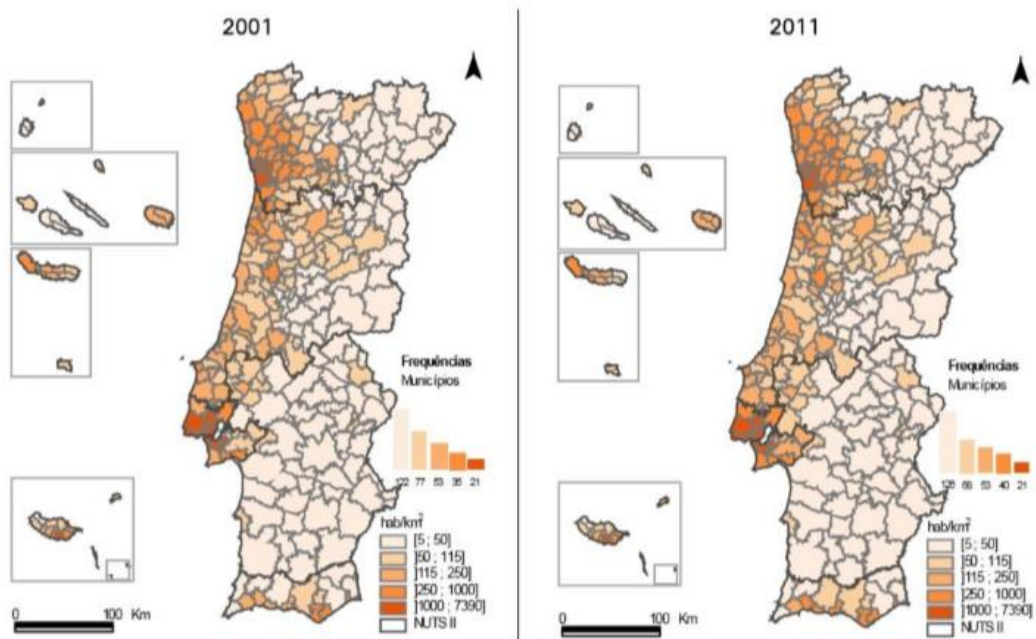 2001
Frequências
Municípios
122 77 53 35 21
hab/km²
[5 ; 50]
]50 ; 115]
]115 ; 250]
]250 ; 1000]
]1000 ; 7390]
NUTS II
0 100 Km
2011
Frequências
Municípios
126 68 53 40 21
hab/km²
[5 ; 50]
]50 ; 115]
]115 ; 250]
]250 ; 1000]
]1000 ; 7390]
NUTS II
0 100 Km